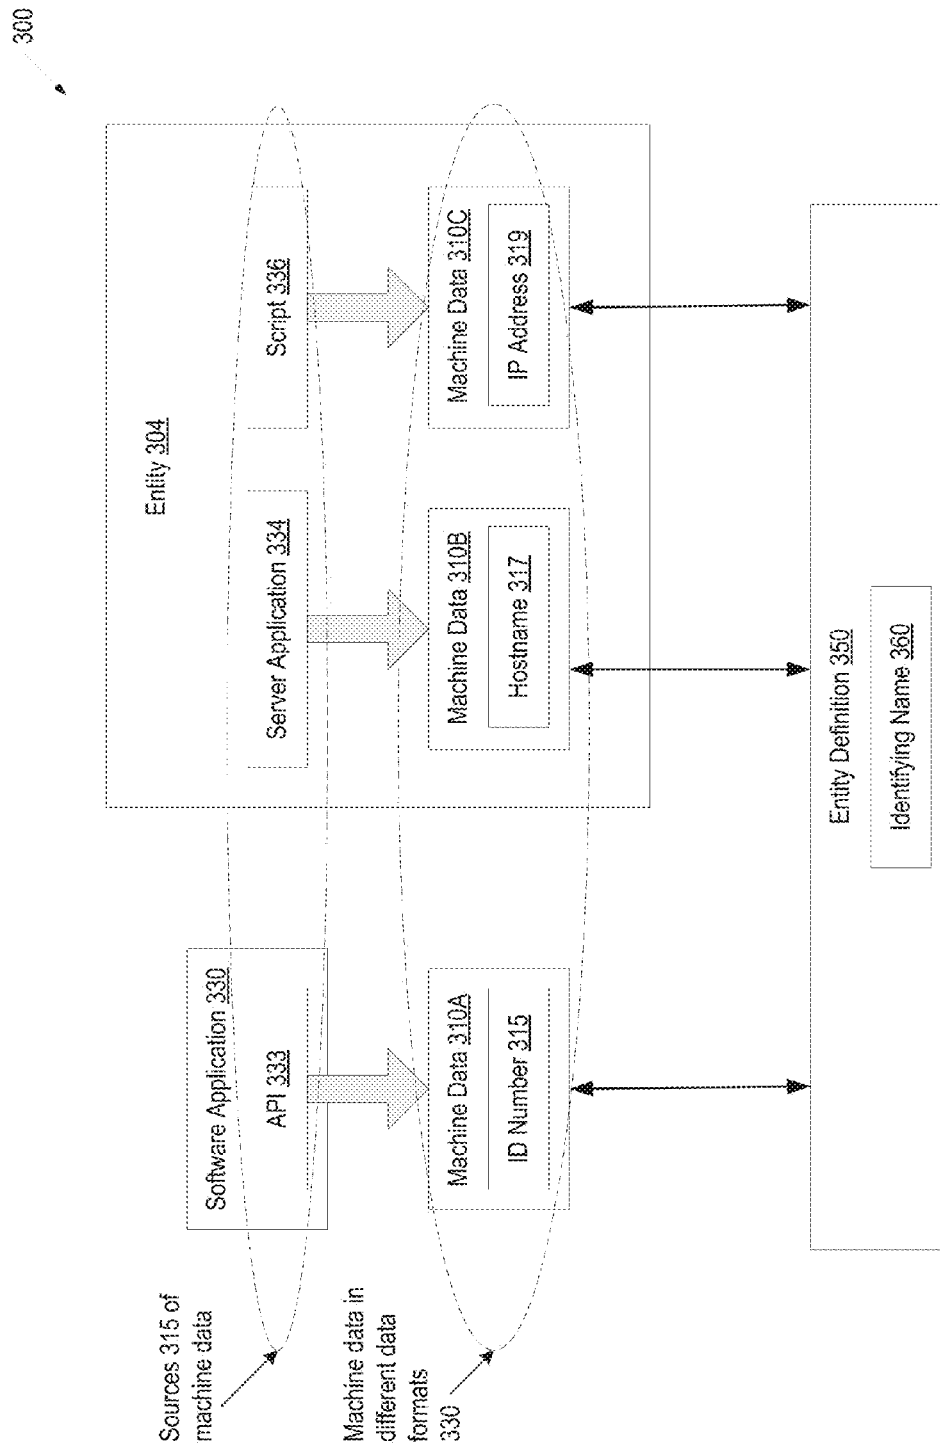 300
Entity 304
Software Application 330
API 333
Server Application 334
Script 336
Sources 315 of
machine data
Machine Data 310A
ID Number 315
Machine Data 310B
Hostname 317
Machine Data 310C
IP Address 319
Machine data in
different data
formats
330
Entity Definition 350
Identifying Name 360